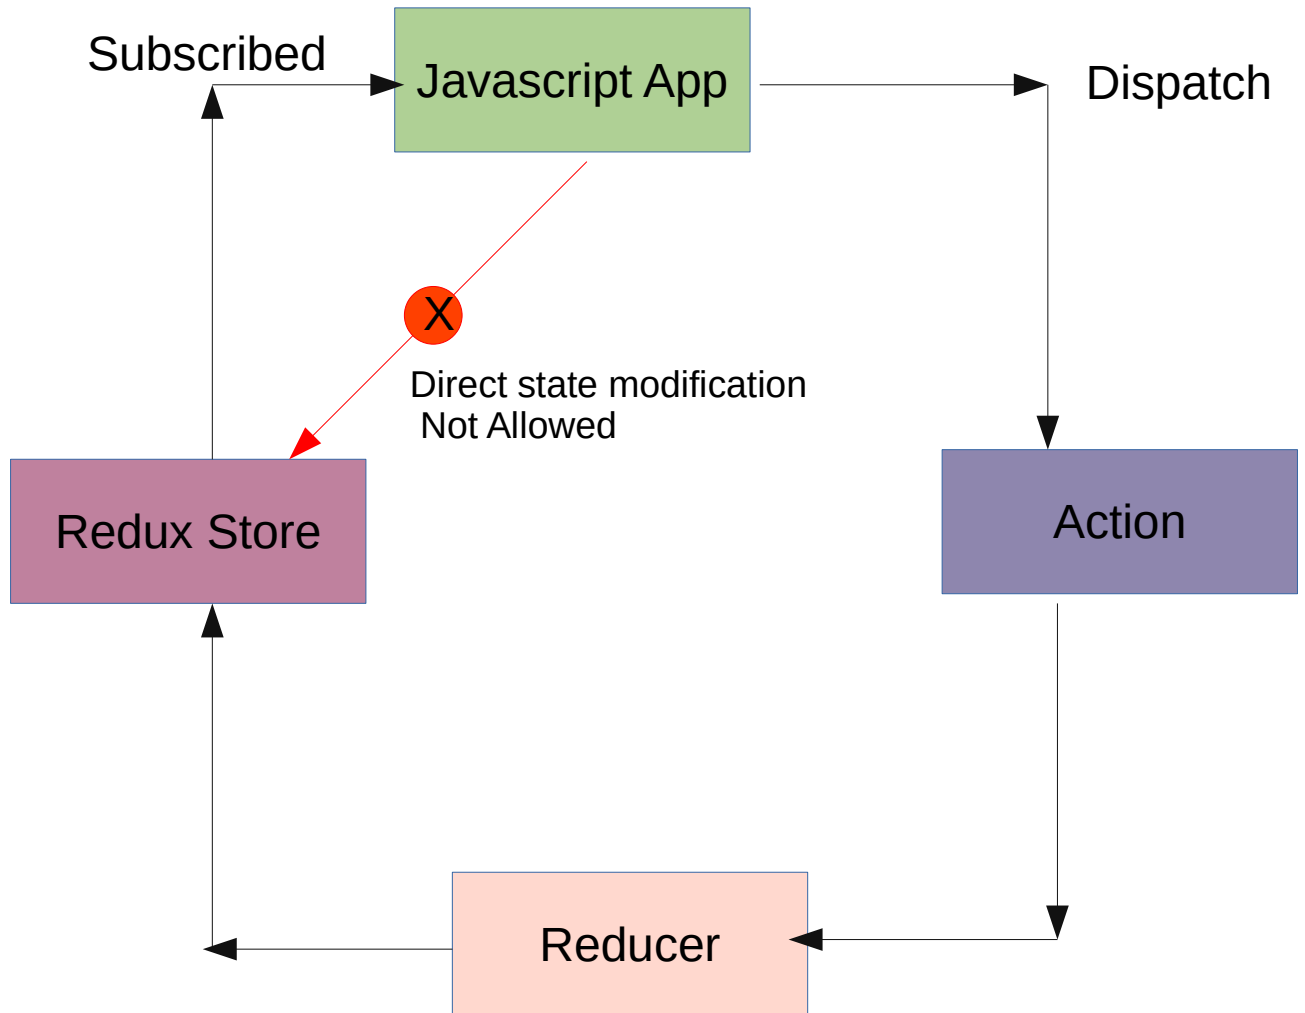 Subscribed
Javascript App
Dispatch
X
Direct state modification
Not Allowed
Redux Store
Action
Reducer